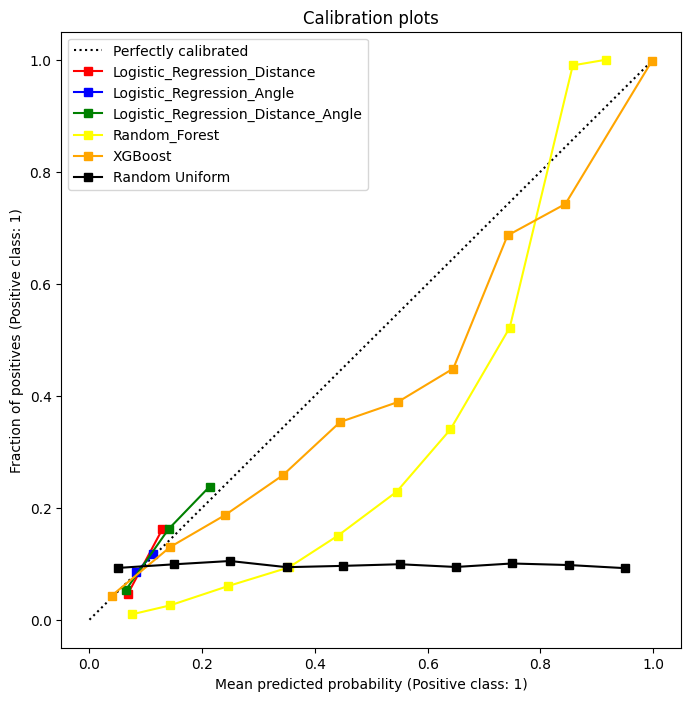 Calibration plots
Perfectly calibrated
Logistic_Regression_Distance
Logistic_Regression_Angle
Logistic_Regression_Distance_Angle
Random_Forest
XGBoost
Random Uniform
Fraction of positives (Positive class: 1)
1.0
0.8
0.6
0.4
0.2
0.0
0.0 0.2 0.4 0.6 0.8 1.0
Mean predicted probability (Positive class: 1)